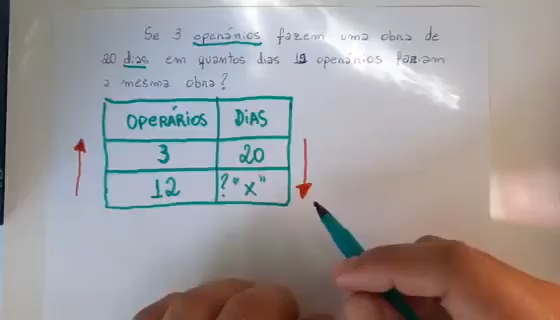 Se 3 operários fazem uma obra de
20 dias em quantos dias 12 operários faziam
a mesma obra?
OPERÁRIOS DiAS
3 20
12 ? "x"